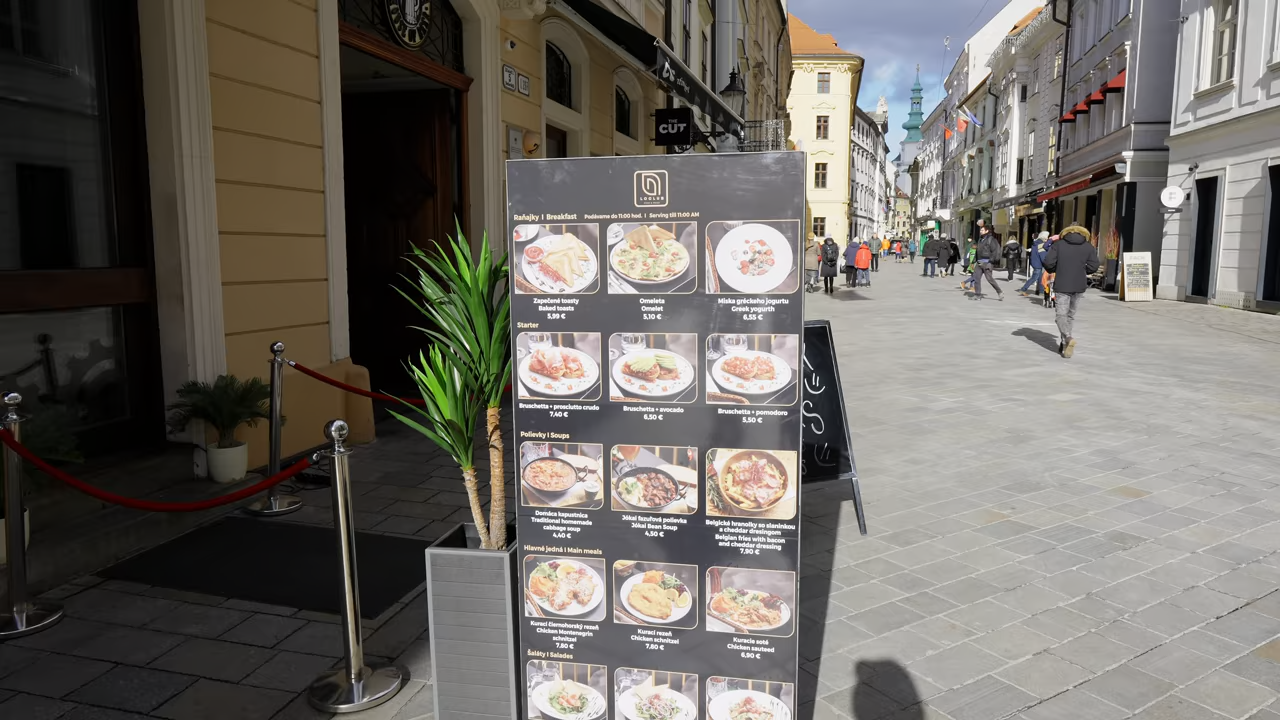 THE
CUT
LOGLEB
Raňajky | Breakfast Podávame do 11:00 hod. | Serving till 11:00 AM
Zapečené toasty
Baked toasts
5,99 €
Omeleta
Omelet
5,10 €
Miska gréckeho jogurtu
Greek yogurth
6,55 €
Starter
Bruschetta + prosciutto crudo
7,40 €
Bruschetta + avocado
6,50 €
Bruschetta + pomodoro
5,50 €
Polievky | Soups
Domáca kapustnica
Traditional homemade
cabbage soup
4,40 €
Jókai fazuľová polievka
Jókai Bean Soup
4,50 €
Belgické hranolky so slaninkou
a cheddar dresingom
Belgian fries with bacon
and cheddar dressing
7,90 €
Hlavné jedná | Main meals
Kurací čiernohorský rezeň
Chicken Montenegrin
schnitzel
7,80 €
Kurací rezeň
Chicken schnitzel
7,80 €
Kuracie soté
Chicken sauteed
6,90 €
Šaláty | Salades